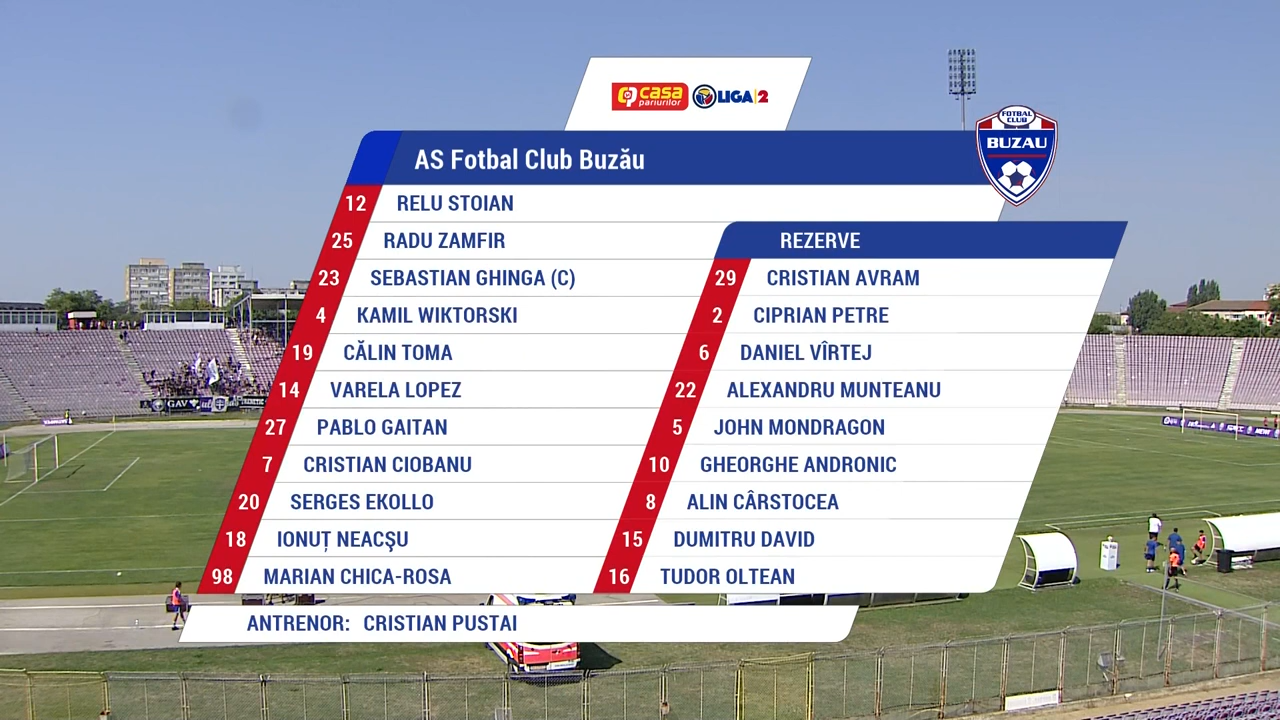 CASA
pariurilor
LIGA 2
AS Fotbal Club Buzău
FOTBAL
CLUB
BUZAU
12 RELU STOIAN
25 RADU ZAMFIR
23 SEBASTIAN GHINGA (C)
4 KAMIL WIKTORSKI
19 CĂLIN TOMA
14 VARELA LOPEZ
27 PABLO GAITAN
7 CRISTIAN CIOBANU
20 SERGES EKOLLO
18 IONUȚ NEACŞU
98 MARIAN CHICA-ROSA
REZERVE
29 CRISTIAN AVRAM
2 CIPRIAN PETRE
6 DANIEL VÎRTEJ
22 ALEXANDRU MUNTEANU
5 JOHN MONDRAGON
10 GHEORGHE ANDRONIC
8 ALIN CÂRSTOCEA
15 DUMITRU DAVID
16 TUDOR OLTEAN
ANTRENOR: CRISTIAN PUSTAI
GAV